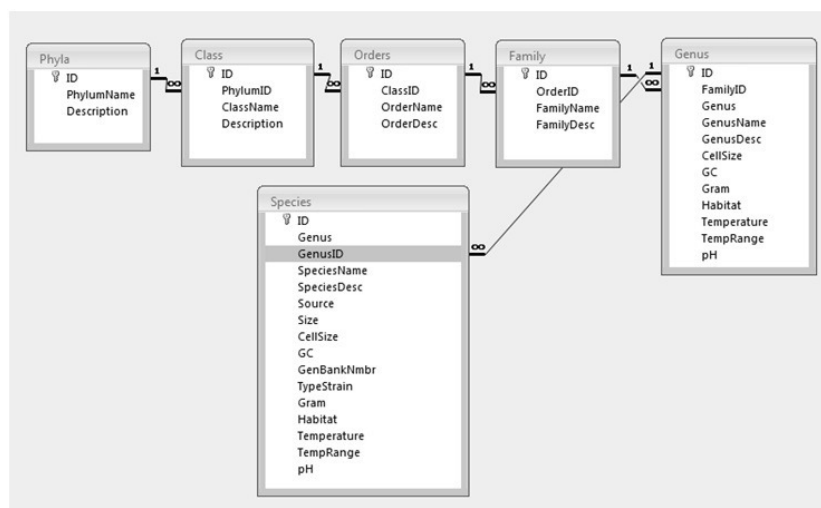 Phyla
ID
PhylumName
Description
1
∞
Class
ID
PhylumID
ClassName
Description
1
∞
Orders
ID
ClassID
OrderName
OrderDesc
1
∞
Family
ID
OrderID
FamilyName
FamilyDesc
1
∞
1
Genus
ID
FamilyID
Genus
GenusName
GenusDesc
CellSize
GC
Gram
Habitat
Temperature
TempRange
pH
Species
ID
Genus
GenusID
SpeciesName
SpeciesDesc
Source
Size
CellSize
GC
GenBankNmbr
TypeStrain
Gram
Habitat
Temperature
TempRange
pH
∞